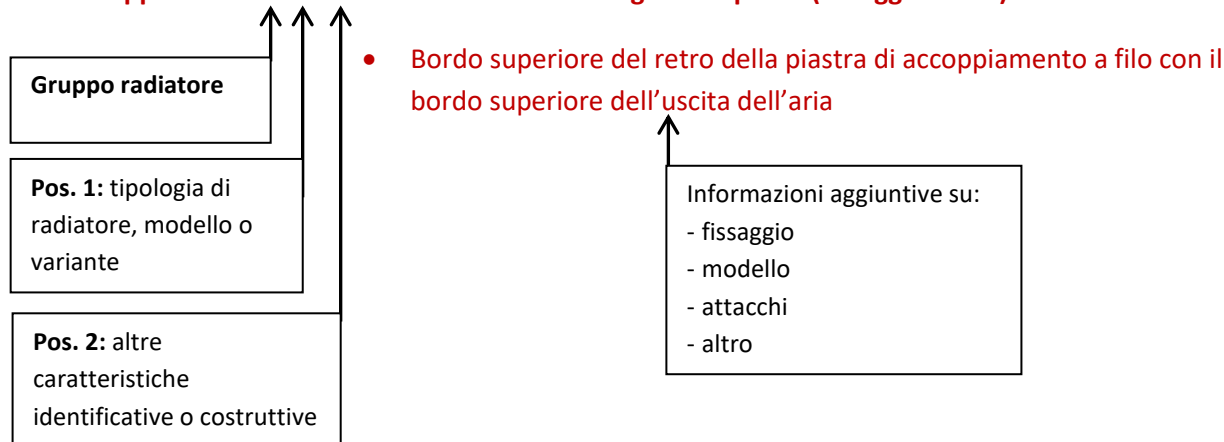 Gruppo radiatore
• Bordo superiore del retro della piastra di accoppiamento a filo con il
bordo superiore dell’uscita dell’aria
Pos. 1: tipologia di
radiatore, modello o
variante
Informazioni aggiuntive su:
- fissaggio
- modello
- attacchi
- altro
Pos. 2: altre
caratteristiche
identificative o costruttive